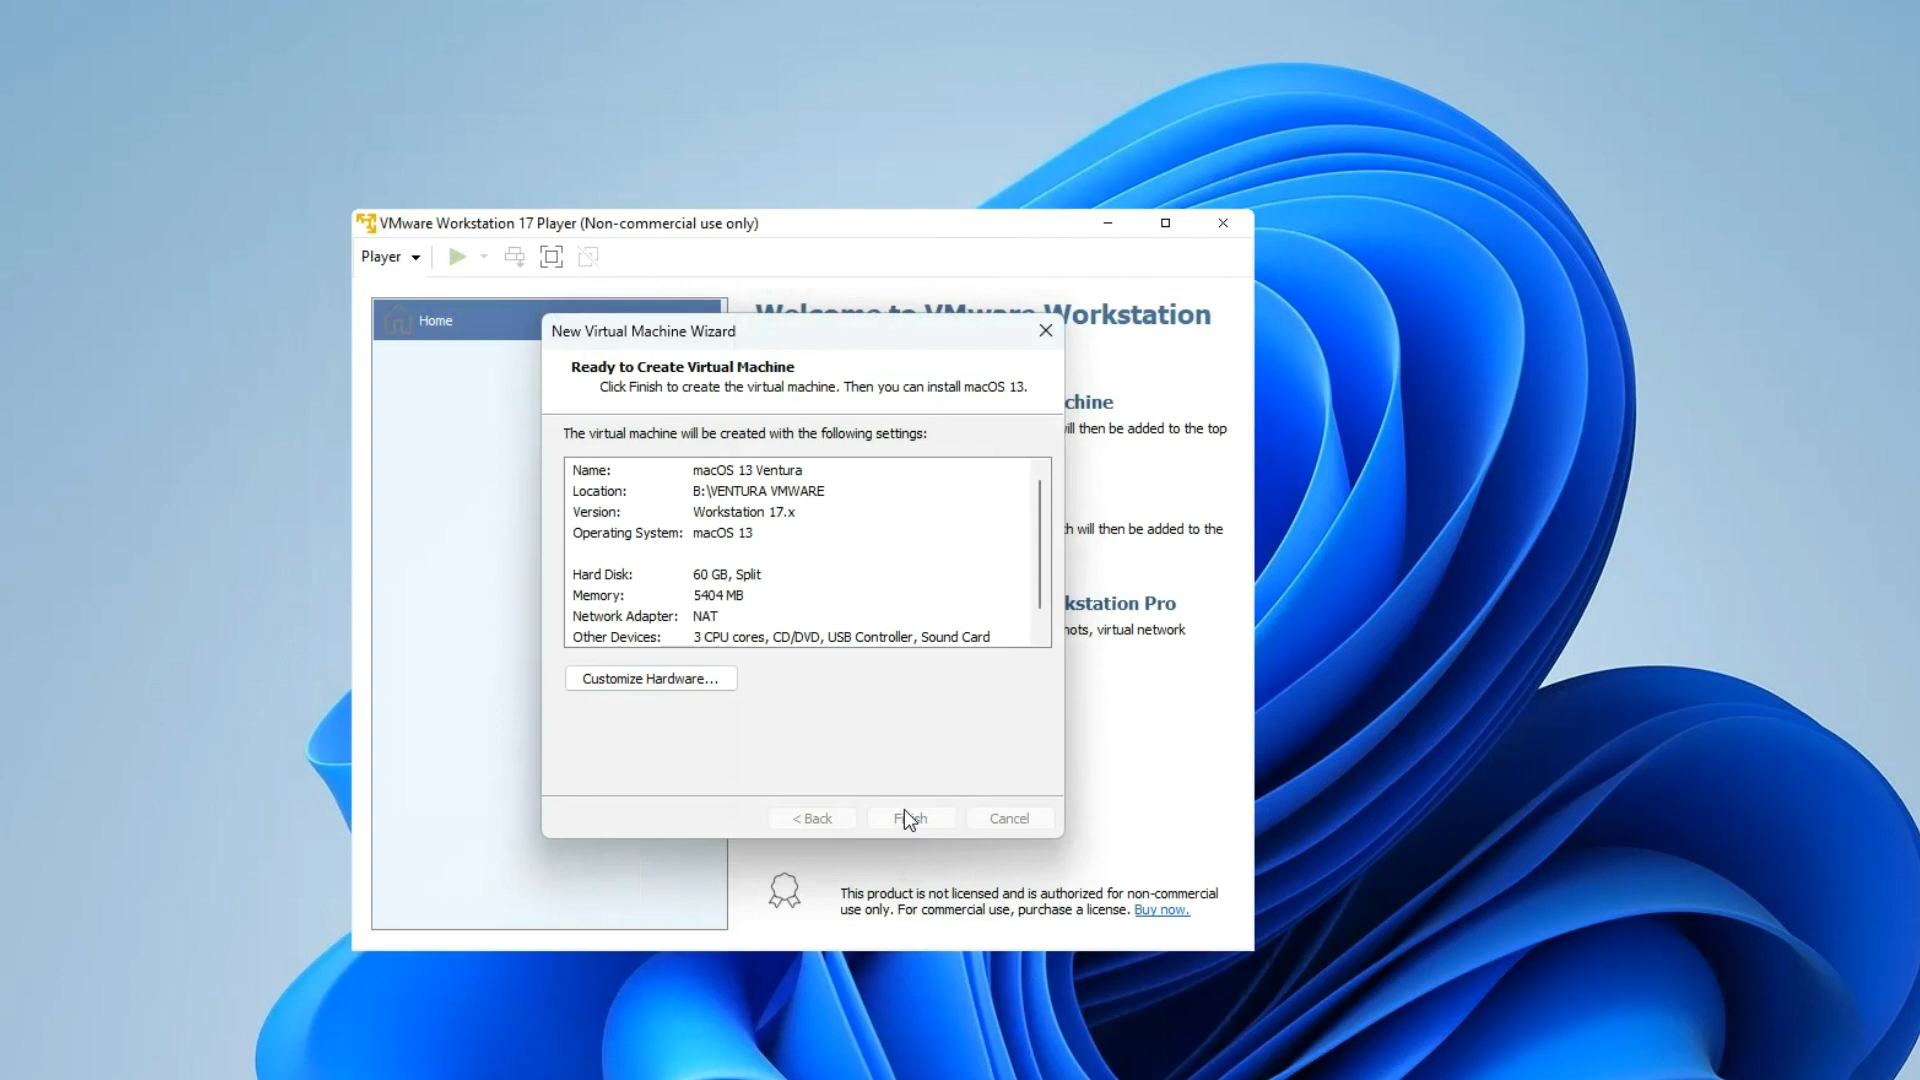 VMware Workstation 17 Player (Non-commercial use only)
Player
Home
Welcome to VMware Workstation
New Virtual Machine Wizard
Ready to Create Virtual Machine
Click Finish to create the virtual machine. Then you can install macOS 13.
The virtual machine will be created with the following settings:
Name: macOS 13 Ventura
Location: B:\VENTURA VMWARE
Version: Workstation 17.x
Operating System: macOS 13
Hard Disk: 60 GB, Split
Memory: 5404 MB
Network Adapter: NAT
Other Devices: 3 CPU cores, CD/DVD, USB Controller, Sound Card
Customize Hardware...
< Back
Finish
Cancel
chine
ill then be added to the top
h will then be added to the
kstation Pro
hots, virtual network
This product is not licensed and is authorized for non-commercial
use only. For commercial use, purchase a license. Buy now.